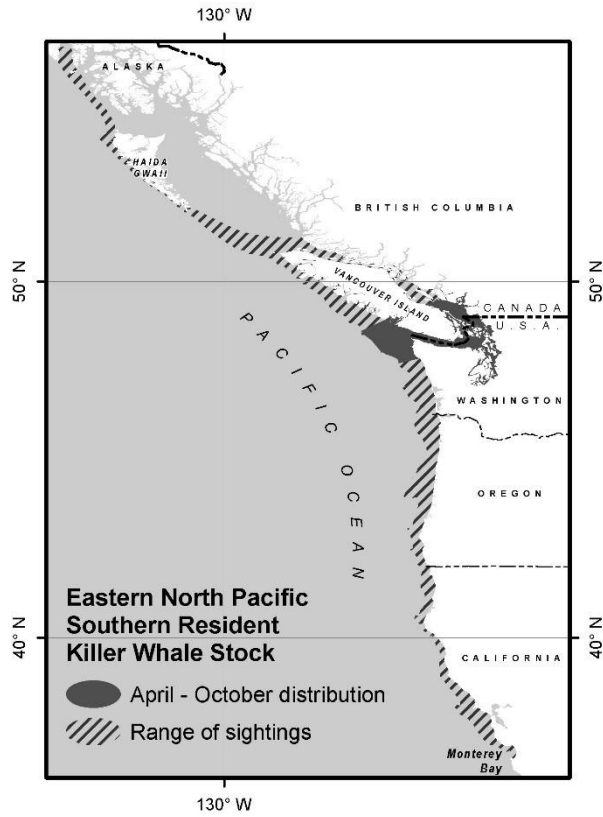 130° W
ALASKA
HAIDA
GWAII
BRITISH COLUMBIA
50° N
50° N
VANCOUVER ISLAND
CANADA
U.S.A.
PACIFIC OCEAN
WASHINGTON
OREGON
Eastern North Pacific
Southern Resident
Killer Whale Stock
40° N
40° N
CALIFORNIA
April - October distribution
Range of sightings
Monterey
Bay
130° W